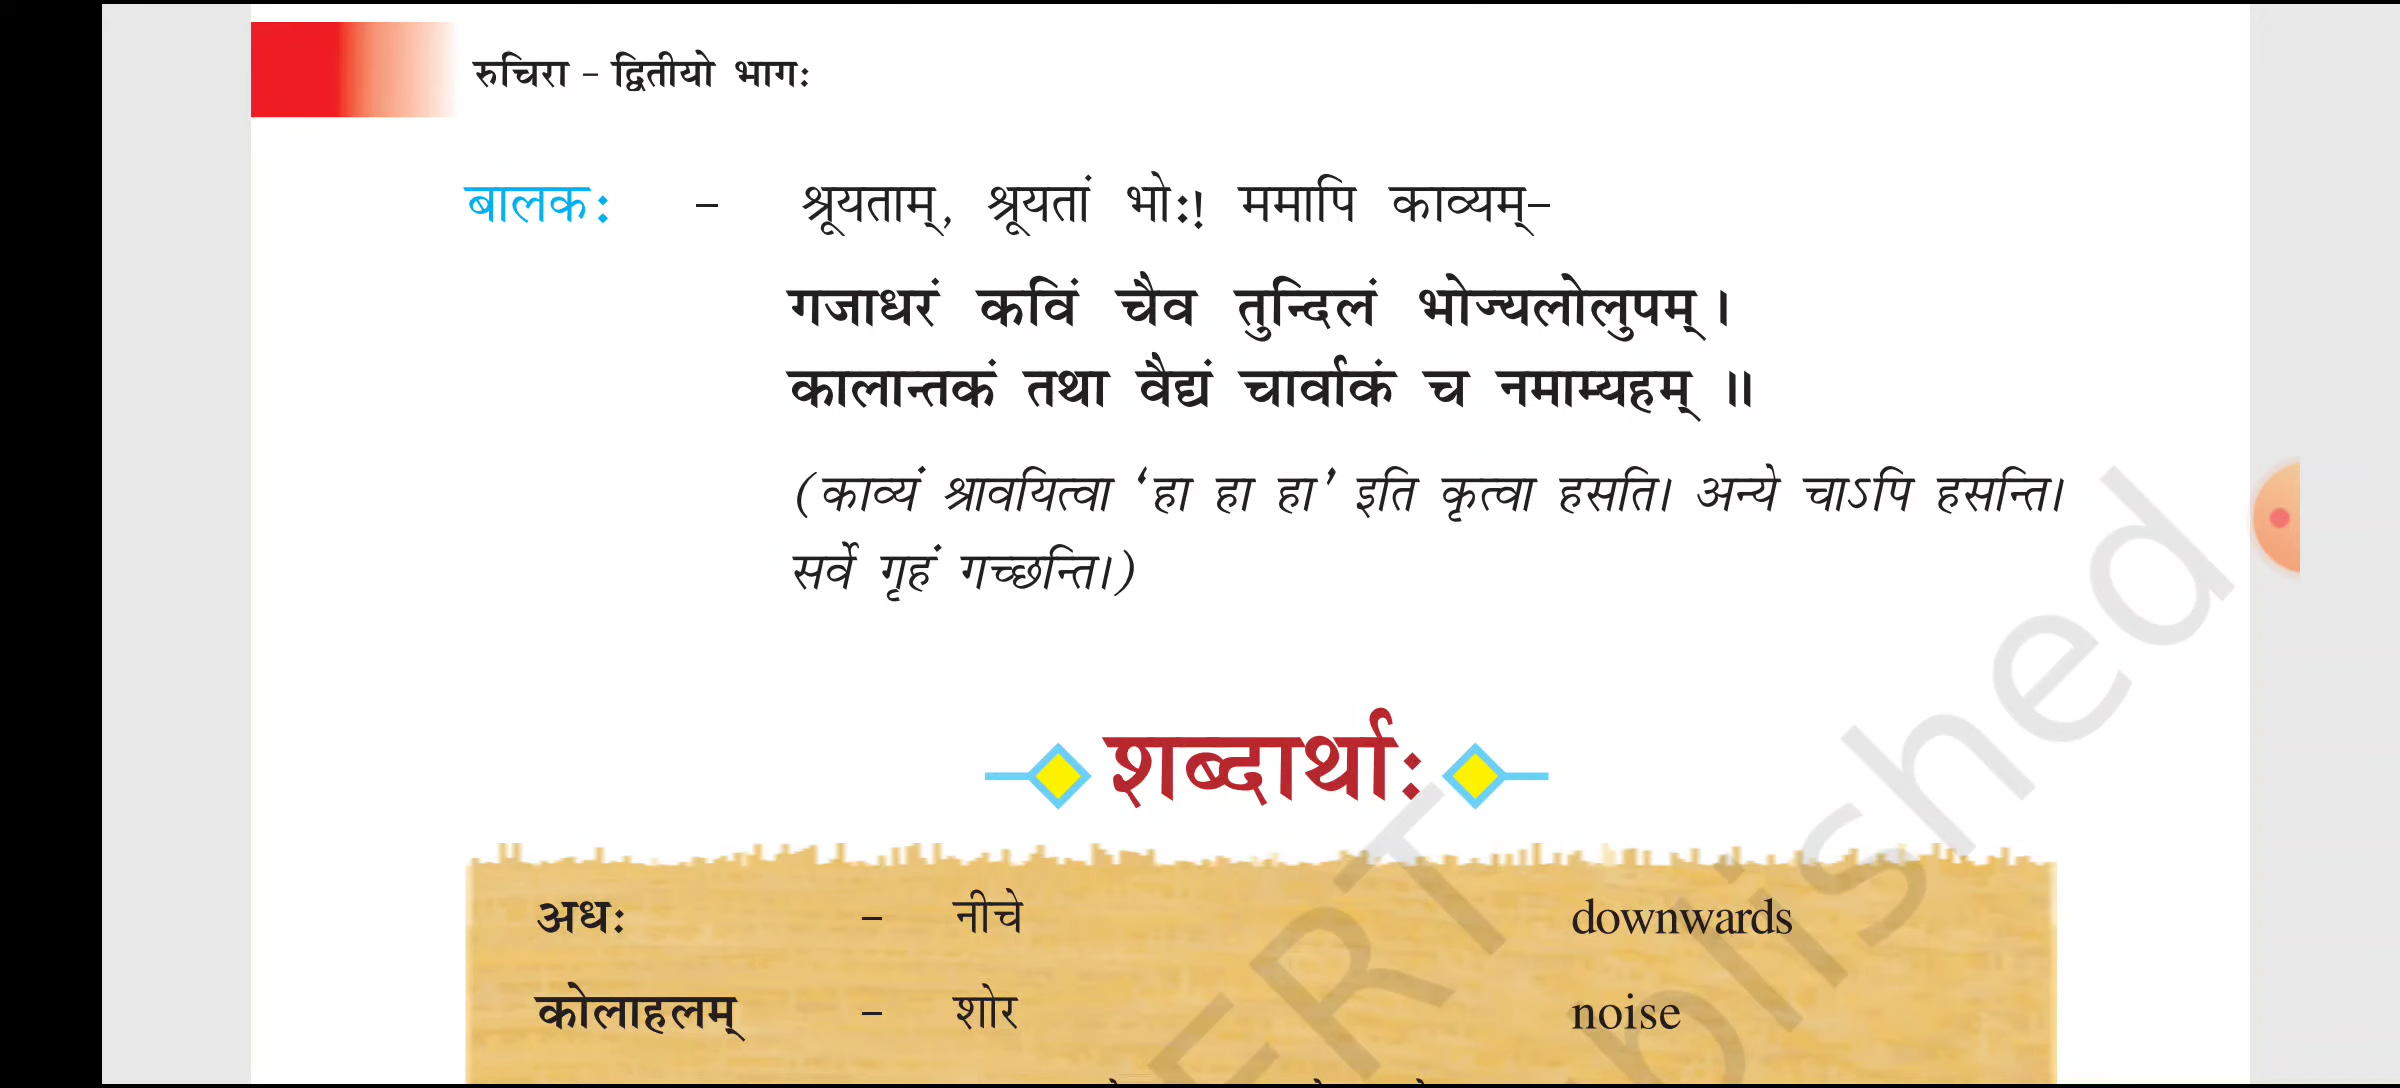 रुचिरा – द्वितीयो भागः
बालकः – श्रूयताम्, श्रूयतां भोः! ममापि काव्यम्–
गजाधरं कविं चैव तुन्दिलं भोज्यलोलुपम्।
कालान्तकं तथा वैद्यं चार्वाकं च नमाम्यहम् ॥
(काव्यं श्रावयित्वा ‘हा हा हा’ इति कृत्वा हसति। अन्ये चाऽपि हसन्ति।
सर्वे गृहं गच्छन्ति।)
शब्दार्थाः
अधः – नीचे downwards
कोलाहलम् – शोर noise